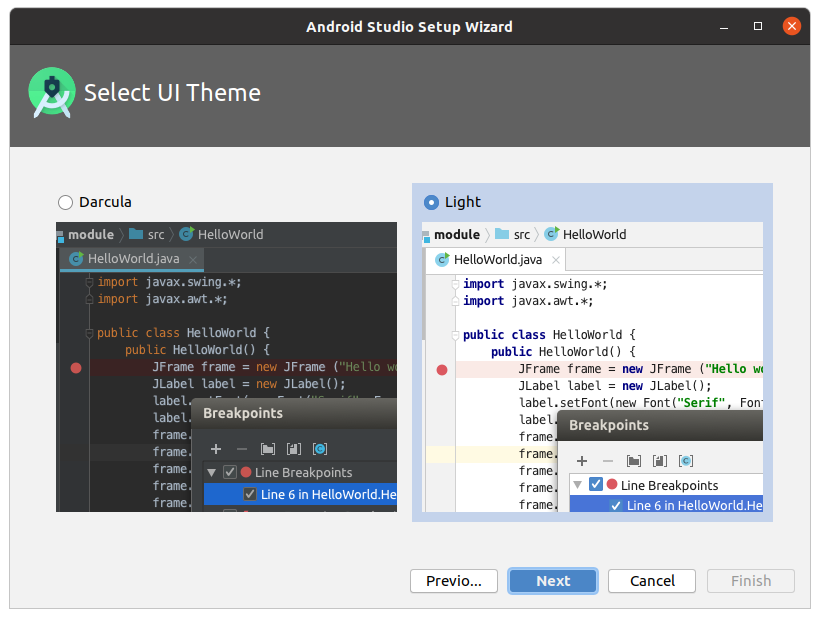 Android Studio Setup Wizard
Select UI Theme
Darcula
module src HelloWorld
HelloWorld.java
import javax.swing.*;
import javax.awt.*;
public class HelloWorld {
public HelloWorld() {
JFrame frame = new JFrame ("Hello wo
JLabel label = new JLabel();
label.
label.
frame.
frame.
frame.
frame.
frame.
Breakpoints
Line Breakpoints
Line 6 in HelloWorld.He
Light
module src HelloWorld
HelloWorld.java
import javax.swing.*;
import javax.awt.*;
public class HelloWorld {
public HelloWorld() {
JFrame frame = new JFrame ("Hello wo
JLabel label = new JLabel();
label.setFont(new Font("Serif", Font
label.
frame.
frame.
frame.
frame.
frame.
Breakpoints
Line Breakpoints
Line 6 in HelloWorld.He
Previo... Next Cancel Finish